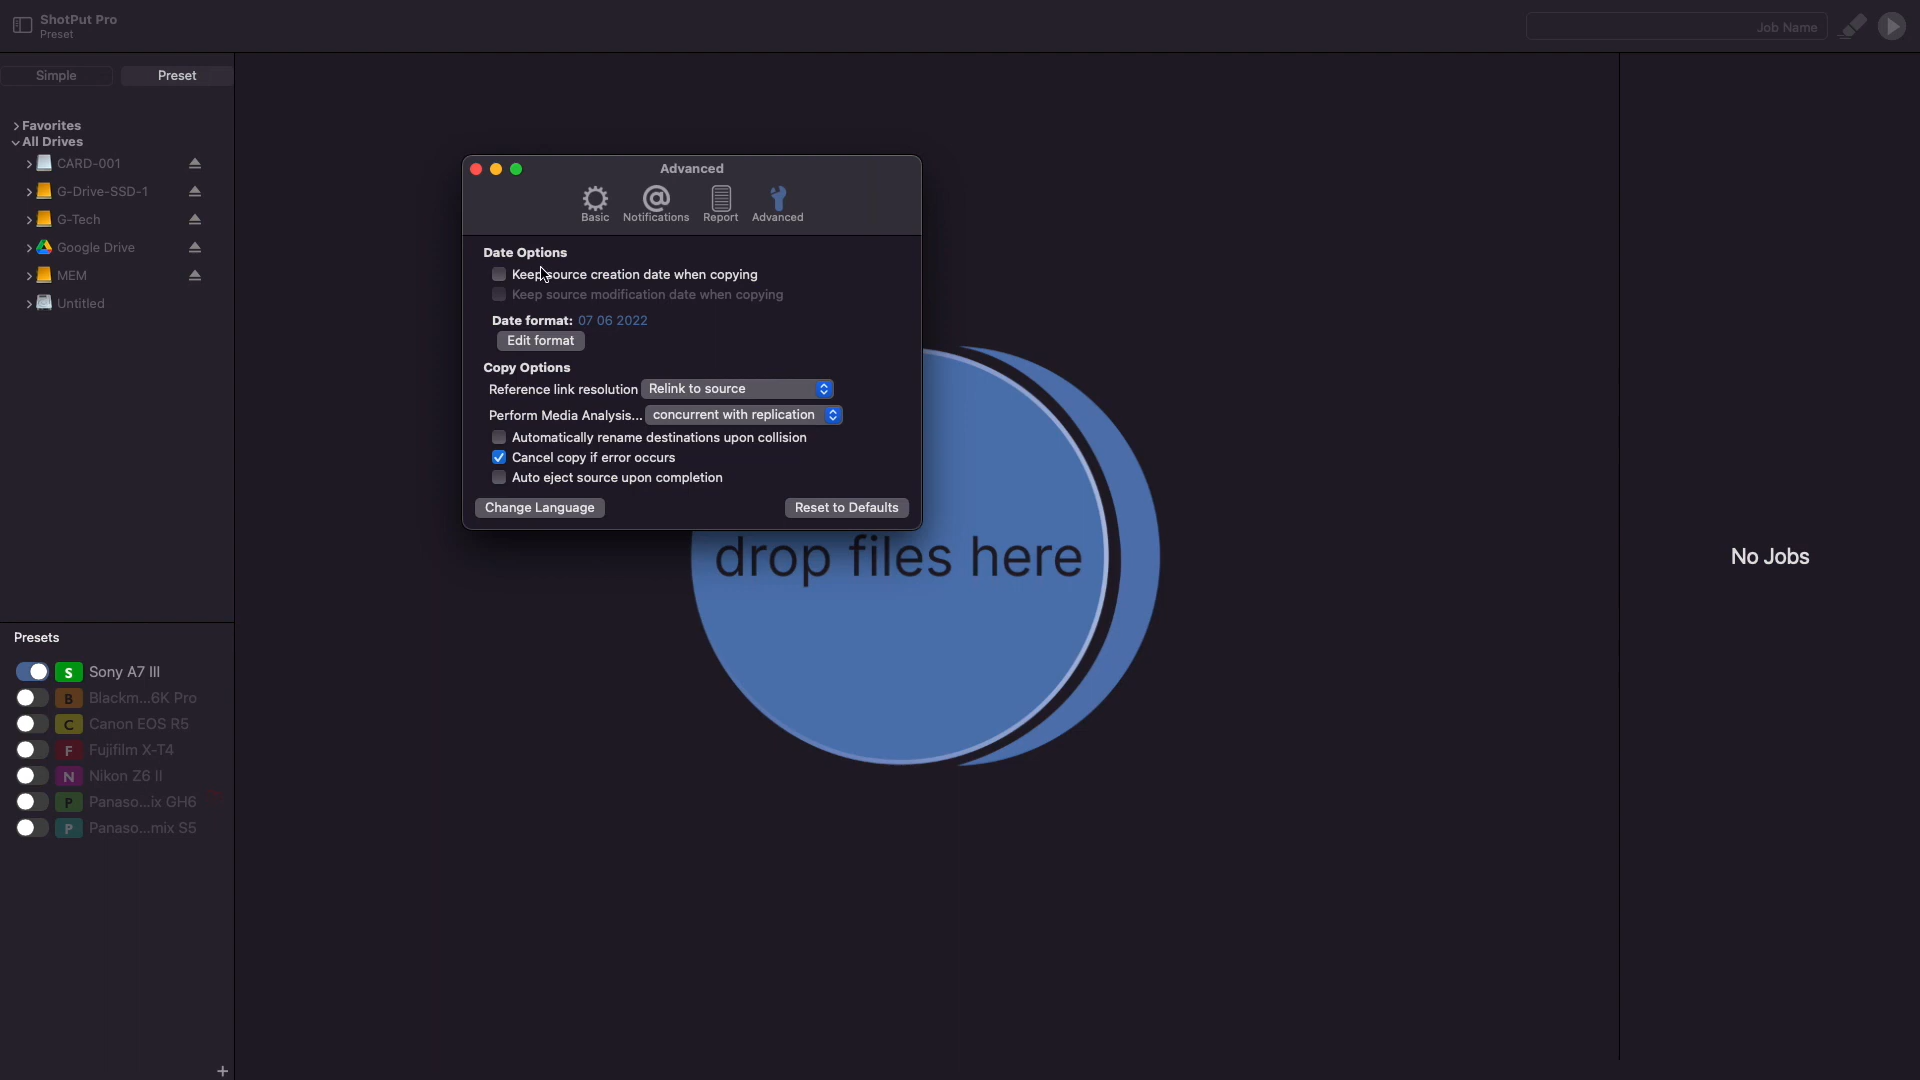 ShotPut Pro
Preset
Job Name
Simple
Preset
Favorites
All Drives
CARD-001
G-Drive-SSD-1
G-Tech
Google Drive
MEM
Untitled
Advanced
Basic
Notifications
Report
Advanced
Date Options
Keep source creation date when copying
Keep source modification date when copying
Date format: 07 06 2022
Edit format
Copy Options
Reference link resolution Relink to source
Perform Media Analysis... concurrent with replication
Automatically rename destinations upon collision
Cancel copy if error occurs
Auto eject source upon completion
Change Language
Reset to Defaults
drop files here
No Jobs
Presets
S Sony A7 III
B Blackm...6K Pro
C Canon EOS R5
F Fujifilm X-T4
N Nikon Z6 II
P Panaso...ix GH6
P Panaso...mix S5
+